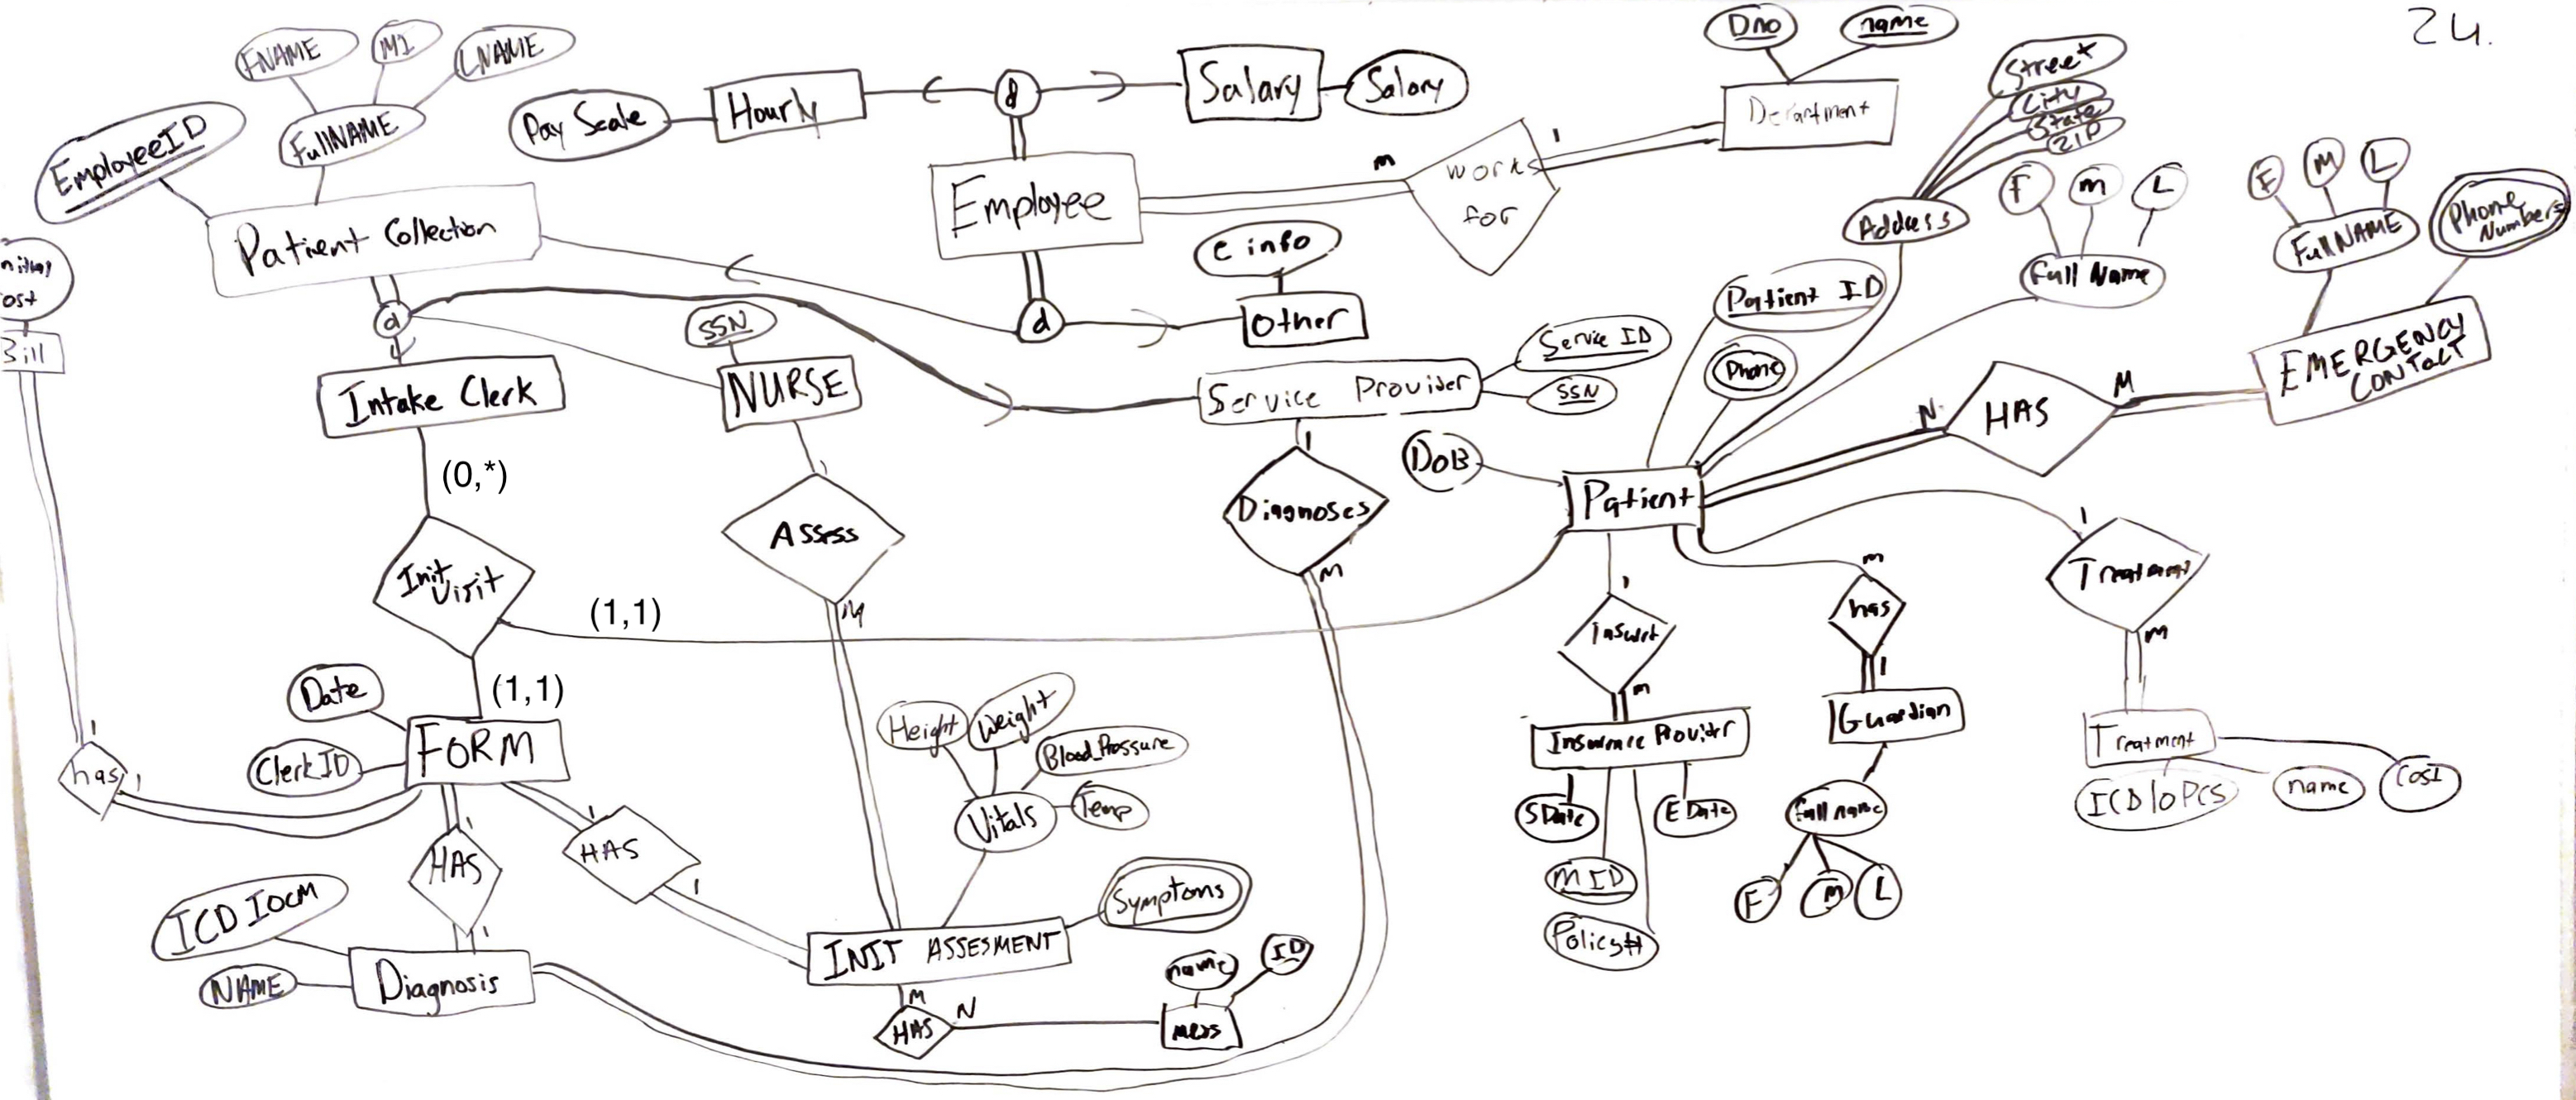 24.
FNAME
MI
LNAME
FullNAME
EmployeeID
Patient Collection
Pay Scale
Hourly
d
Salary
Salary
Dno
name
Department
Employee
m
works
for
1
Street
City
State
ZIP
Address
F
m
L
Full Name
F
M
L
FullNAME
Phone
Numbers
ost
Bill
d
d
c info
other
SSN
Intake Clerk
NURSE
Service Provider
Service ID
SSN
Patient ID
Phone
DOB
Patient
N
HAS
M
EMERGENCY
CONTACT
(0,*)
1
Assess
M
1
Diagnoses
M
Init
Visit
(1,1)
(1,1)
1
Insurt
m
m
has
1
1
Treatment
M
Date
ClerkID
FORM
1
has
1
Height
Weight
Blood_Pressure
Vitals
Temp
Insurance Provider
SDate
EDate
MID
Policy#
Guardian
full name
F
M
L
Treatment
ICD10PCS
name
Cost
1
HAS
1
1
HAS
1
ICD 10CM
NAME
Diagnosis
INIT ASSESMENT
Symptoms
M
HAS
N
name
ID
meds